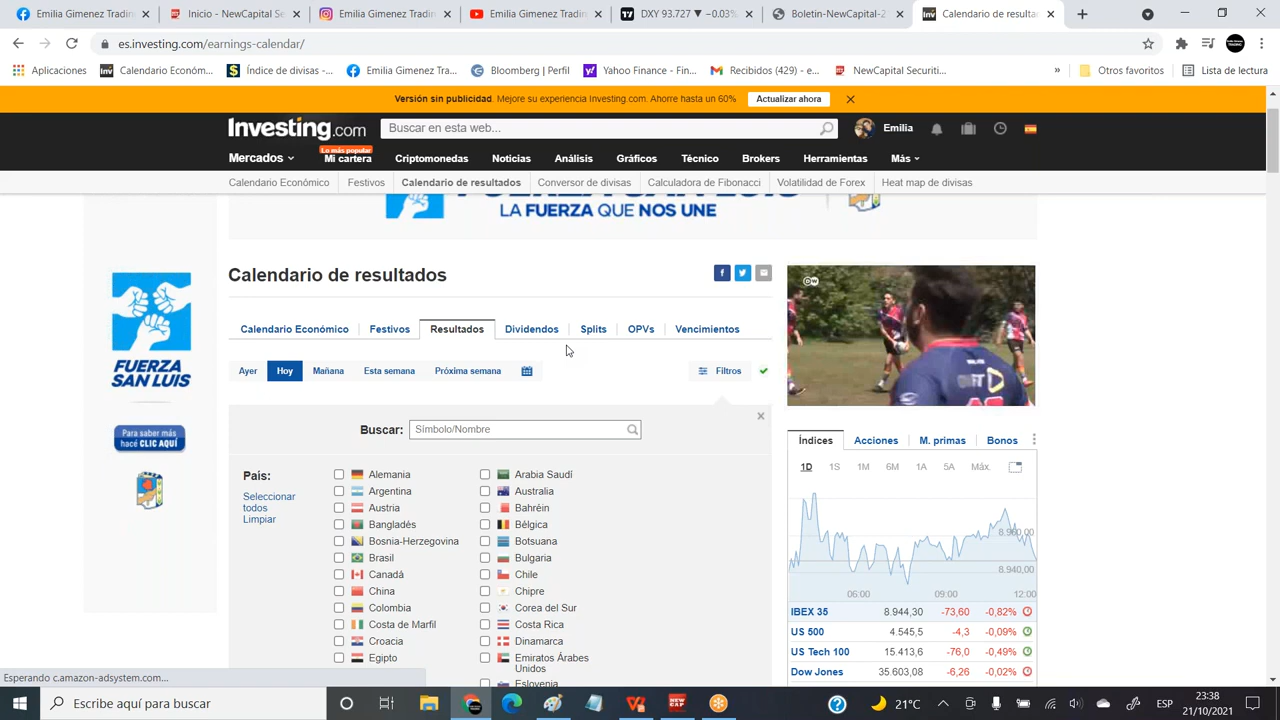 Emilia Gimenez Tradin
Inicio - NewCapital Sec
Emilia Gimenez Tradin
Emilia Gimenez Tradin
DXY 93.727 ▼ −0.03%
Boletin-NewCapital-2
Calendario de resulta
es.investing.com/earnings-calendar/
Aplicaciones
Calendario Económ...
Índice de divisas -...
Emilia Gimenez Tra...
Bloomberg | Perfil
Yahoo Finance - Fin...
Recibidos (429) - e...
NewCapital Securiti...
»
Otros favoritos
Lista de lectura
Versión sin publicidad. Mejore su experiencia Investing.com. Ahorre hasta un 60%
Actualizar ahora
Investing.com
Buscar en esta web...
Emilia
Lo más popular
Mercados
Mi cartera
Criptomonedas
Noticias
Análisis
Gráficos
Técnico
Brokers
Herramientas
Más
Calendario Económico
Festivos
Calendario de resultados
Conversor de divisas
Calculadora de Fibonacci
Volatilidad de Forex
Heat map de divisas
LA FUERZA QUE NOS UNE
Calendario de resultados
Calendario Económico
Festivos
Resultados
Dividendos
Splits
OPVs
Vencimientos
Ayer
Hoy
Mañana
Esta semana
Próxima semana
Filtros
Buscar:
Símbolo/Nombre
País:
Seleccionar
todos
Limpiar
Alemania
Arabia Saudí
Argentina
Australia
Austria
Bahréin
Bangladés
Bélgica
Bosnia-Herzegovina
Botsuana
Brasil
Bulgaria
Canadá
Chile
China
Chipre
Colombia
Corea del Sur
Costa de Marfil
Costa Rica
Croacia
Dinamarca
Egipto
Emiratos Árabes
Unidos
Eslovenia
FUERZA
SAN LUIS
Para saber más
hacé CLIC AQUÍ
DW
Índices
Acciones
M. primas
Bonos
1D
1S
1M
6M
1A
5A
Máx.
8.960,00
8.940,00
06:00
09:00
12:00
IBEX 35
8.944,30
-73,60
-0,82%
US 500
4.545,5
-4,3
-0,09%
US Tech 100
15.413,6
-76,0
-0,49%
Dow Jones
35.603,08
-6,26
-0,02%
Esperando c.amazon-adsystem.com...
Escribe aquí para buscar
NEW
CAP
21°C
ESP
23:38
21/10/2021